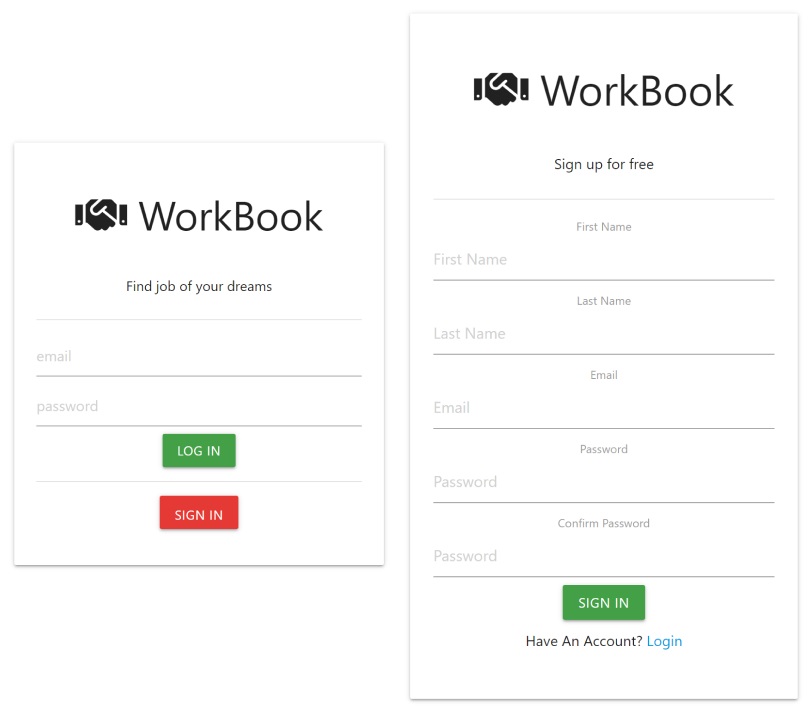 WorkBook
Find job of your dreams
email
password
LOG IN
SIGN IN
WorkBook
Sign up for free
First Name
First Name
Last Name
Last Name
Email
Email
Password
Password
Confirm Password
Password
SIGN IN
Have An Account? Login